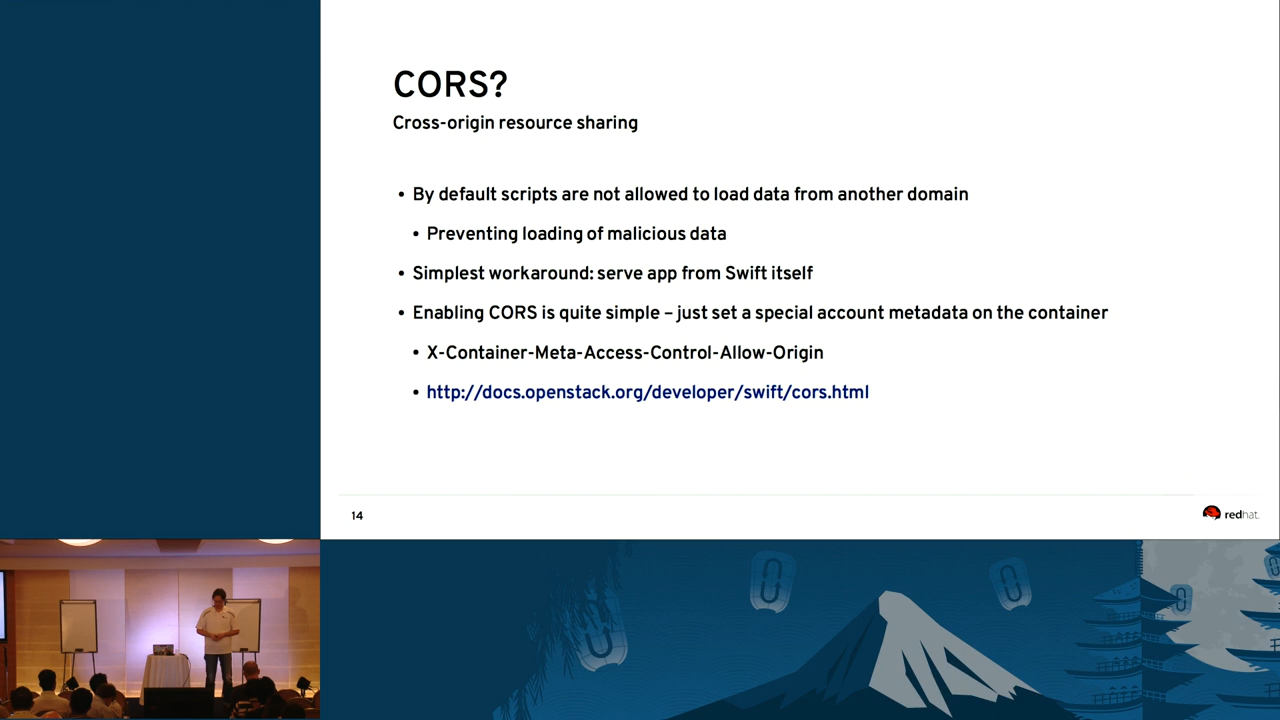 CORS?
Cross-origin resource sharing
• By default scripts are not allowed to load data from another domain
• Preventing loading of malicious data
• Simplest workaround: serve app from Swift itself
• Enabling CORS is quite simple – just set a special account metadata on the container
• X-Container-Meta-Access-Control-Allow-Origin
• http://docs.openstack.org/developer/swift/cors.html
14
redhat.